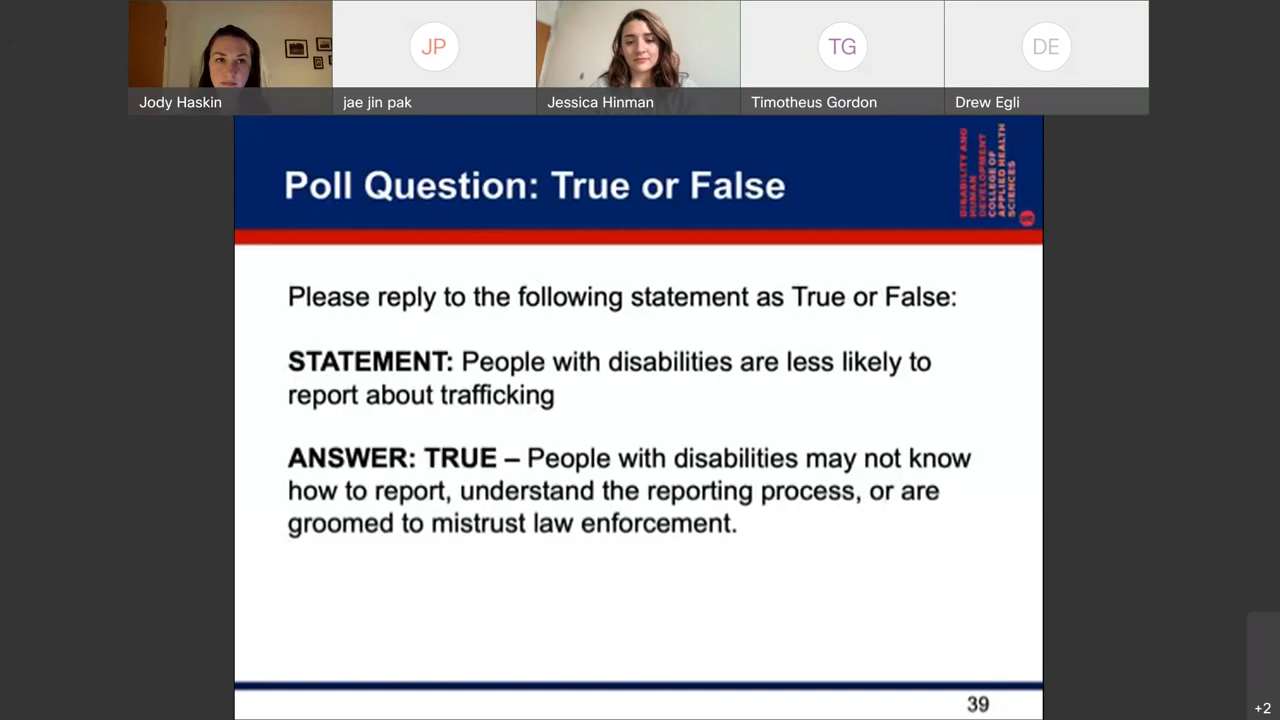 JP
TG
DE
Jody Haskin
jae jin pak
Jessica Hinman
Timotheus Gordon
Drew Egli
Poll Question: True or False
DISABILITY AND
HUMAN
DEVELOPMENT
COLLEGE OF
APPLIED HEALTH
SCIENCES
Please reply to the following statement as True or False:
STATEMENT: People with disabilities are less likely to
report about trafficking
ANSWER: TRUE – People with disabilities may not know
how to report, understand the reporting process, or are
groomed to mistrust law enforcement.
39
+2